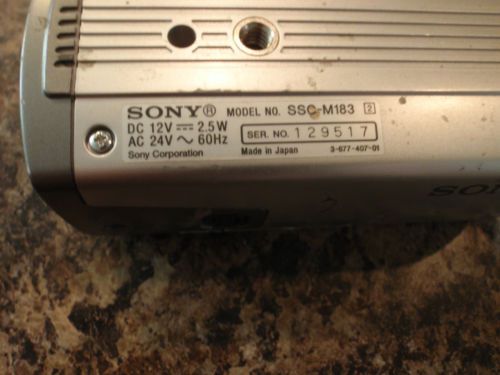 SONY® MODEL NO. SSC-M183 2
DC 12V ⎓ 2.5W
AC 24V ~ 60Hz
SER. NO. 129517
Sony Corporation Made in Japan 3-677-407-01
SO